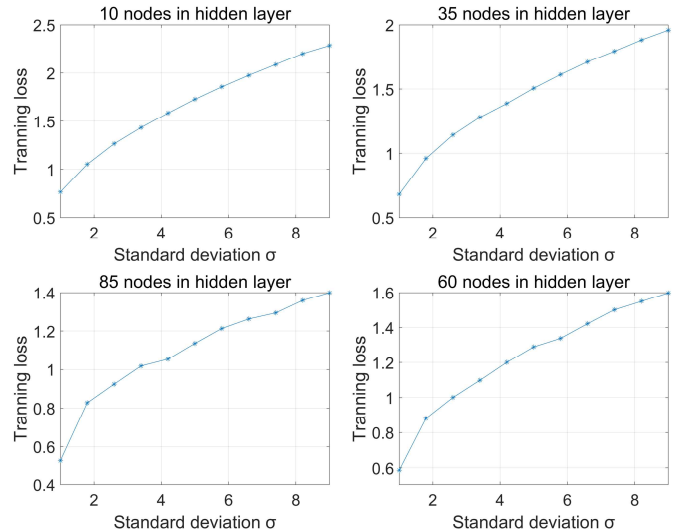 10 nodes in hidden layer
2.5
2
1.5
1
0.5
Tranning loss
2 4 6 8
Standard deviation σ
35 nodes in hidden layer
2
1.5
1
0.5
Tranning loss
2 4 6 8
Standard deviation σ
85 nodes in hidden layer
1.4
1.2
1
0.8
0.6
0.4
Tranning loss
2 4 6 8
Standard deviation σ
60 nodes in hidden layer
1.6
1.4
1.2
1
0.8
0.6
Tranning loss
2 4 6 8
Standard deviation σ